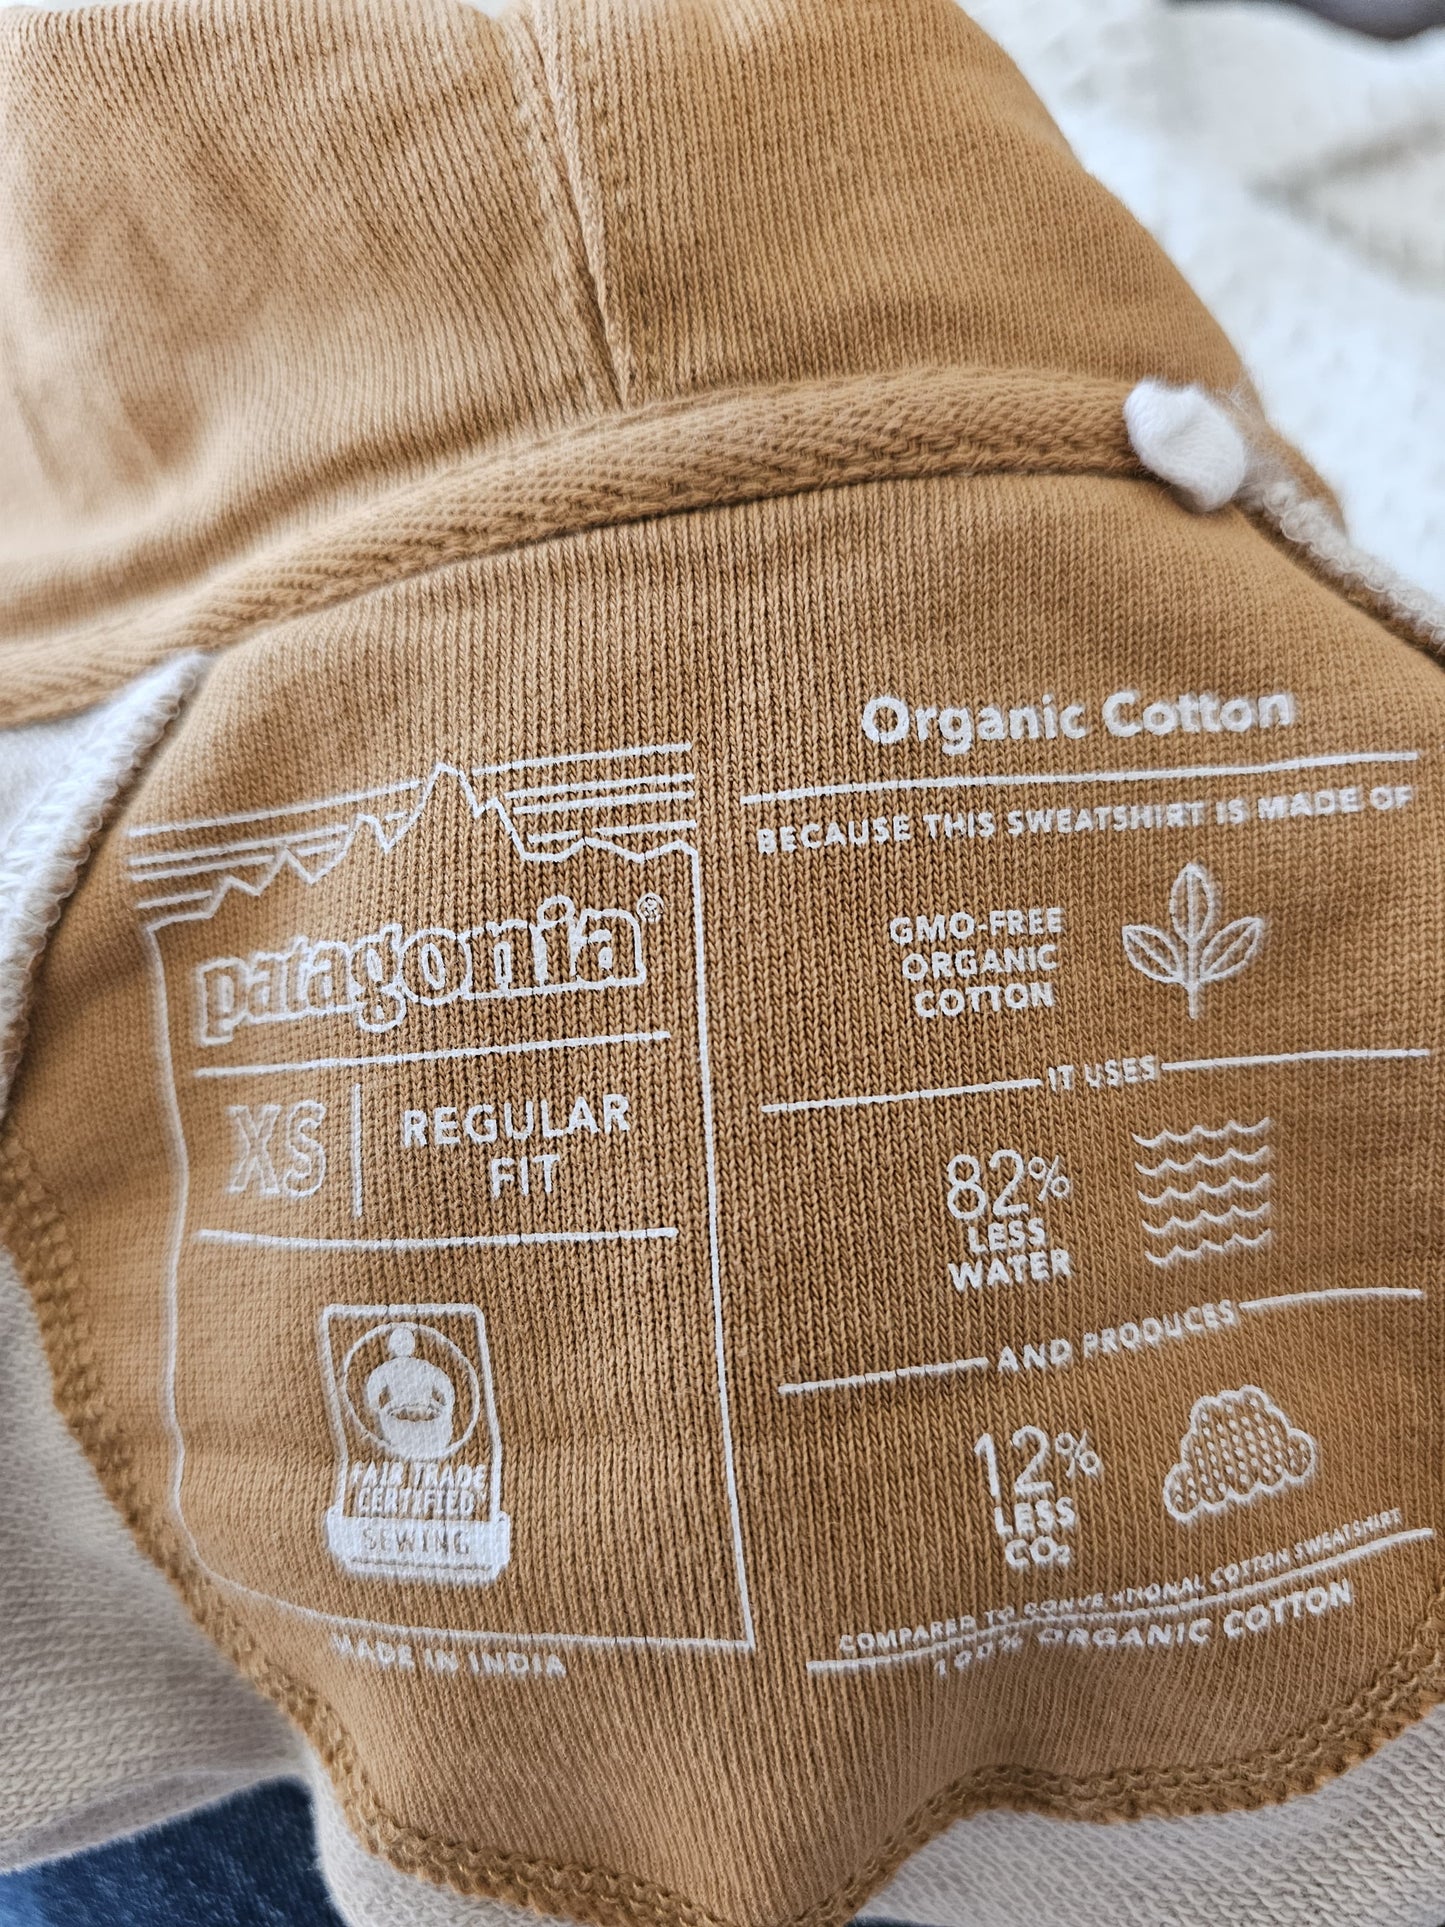 patagonia®
XS
REGULAR
FIT
FAIR TRADE
CERTIFIED
SEWING
MADE IN INDIA
Organic Cotton
BECAUSE THIS SWEATSHIRT IS MADE OF
GMO-FREE
ORGANIC
COTTON
IT USES
82%
LESS
WATER
AND PRODUCES
12%
LESS
CO₂
COMPARED TO CONVENTIONAL COTTON SWEATSHIRT
100% ORGANIC COTTON